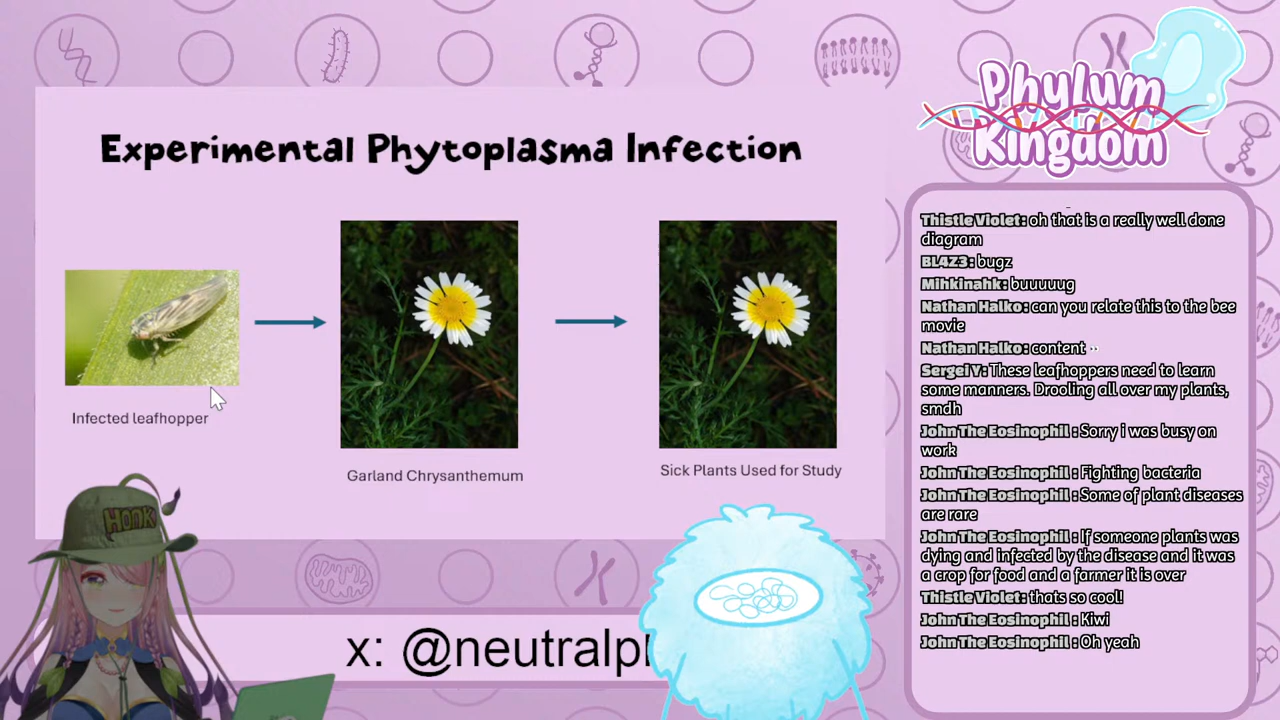 Experimental Phytoplasma Infection
Infected leafhopper
Garland Chrysanthemum
Sick Plants Used for Study
Honk
x: @neutralp
Phylum
Kingdom
Thistle Violet: oh that is a really well done
diagram
BL4Z3: bugz
Mihkinahk: buuuuug
Nathan Halko: can you relate this to the bee
movie
Nathan Halko: content
Sergei Y: These leafhoppers need to learn
some manners. Drooling all over my plants,
smdh
John The Eosinophil : Sorry i was busy on
work
John The Eosinophil : Fighting bacteria
John The Eosinophil : Some of plant diseases
are rare
John The Eosinophil : If someone plants was
dying and infected by the disease and it was
a crop for food and a farmer it is over
Thistle Violet: thats so cool!
John The Eosinophil : Kiwi
John The Eosinophil : Oh yeah